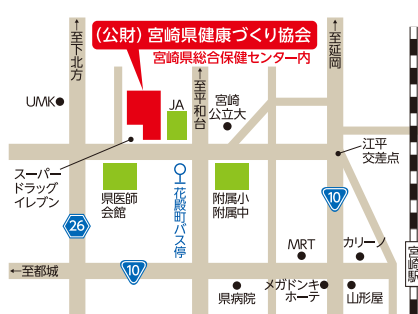 (公財) 宮崎県健康づくり協会
宮崎県総合保健センター内
↑至下北方
↑至平和台
↑至延岡
UMK
JA
宮崎
公立大
江平
交差点
スーパー
ドラッグ
イレブン
県医師
会館
花殿町バス停
附属小
附属中
10
26
MRT
カリーノ
宮崎駅
←至都城
10
県病院
メガドンキ
ホーテ
山形屋